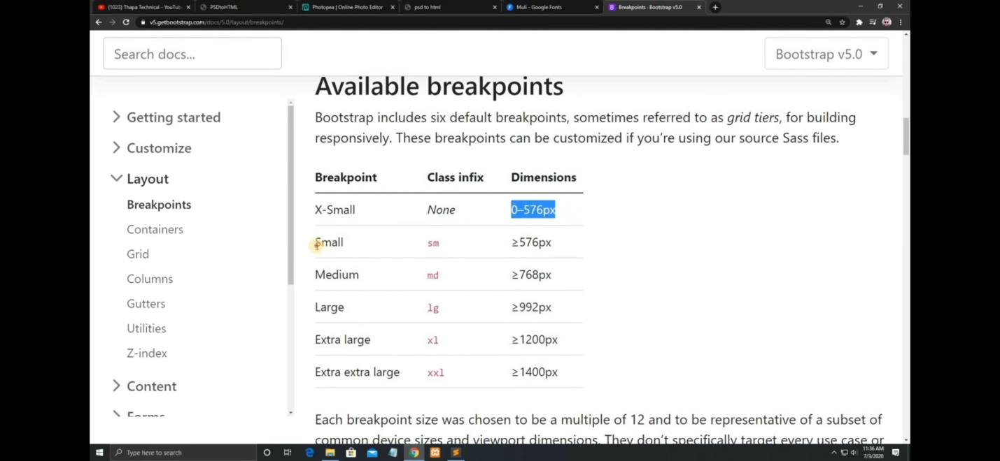 (1023) Thapa Technical - YouTub
PSDtoHTML
Photopea | Online Photo Editor
psd to html
Muli - Google Fonts
Breakpoints · Bootstrap v5.0
v5.getbootstrap.com/docs/5.0/layout/breakpoints/
Search docs...
Bootstrap v5.0
Getting started
Customize
Layout
Breakpoints
Containers
Grid
Columns
Gutters
Utilities
Z-index
Content
Forms
Available breakpoints
Bootstrap includes six default breakpoints, sometimes referred to as grid tiers, for building
responsively. These breakpoints can be customized if you’re using our source Sass files.
Breakpoint Class infix Dimensions
X-Small None 0–576px
Small sm ≥576px
Medium md ≥768px
Large lg ≥992px
Extra large xl ≥1200px
Extra extra large xxl ≥1400px
Each breakpoint size was chosen to be a multiple of 12 and to be representative of a subset of
common device sizes and viewport dimensions. They don’t specifically target every use case or
Type here to search
11:36 AM
7/3/2020